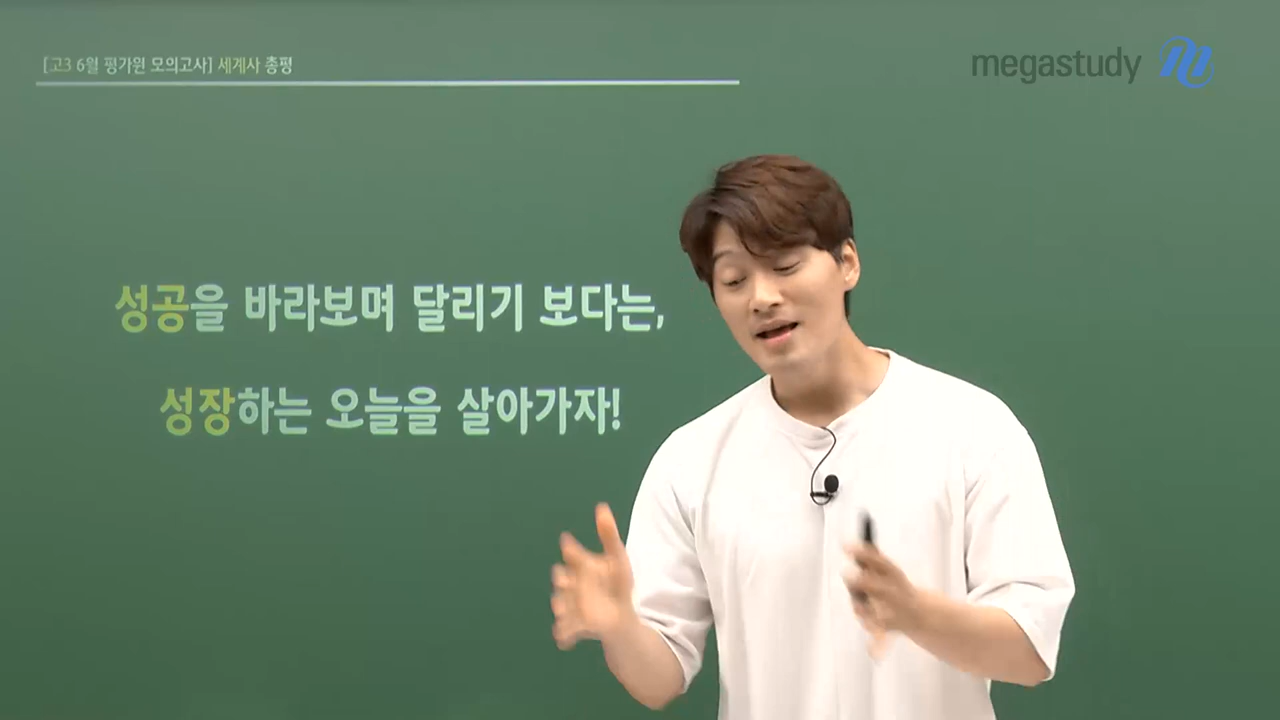 [고3 6월 평가원 모의고사] 세계사 총평
megastudy
성공을 바라보며 달리기 보다는,
성장하는 오늘을 살아가자!